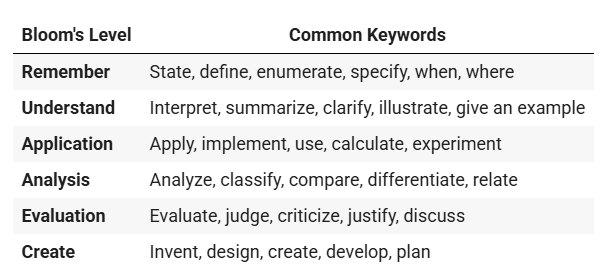 Bloom's Level Common Keywords
Remember State, define, enumerate, specify, when, where
Understand Interpret, summarize, clarify, illustrate, give an example
Application Apply, implement, use, calculate, experiment
Analysis Analyze, classify, compare, differentiate, relate
Evaluation Evaluate, judge, criticize, justify, discuss
Create Invent, design, create, develop, plan